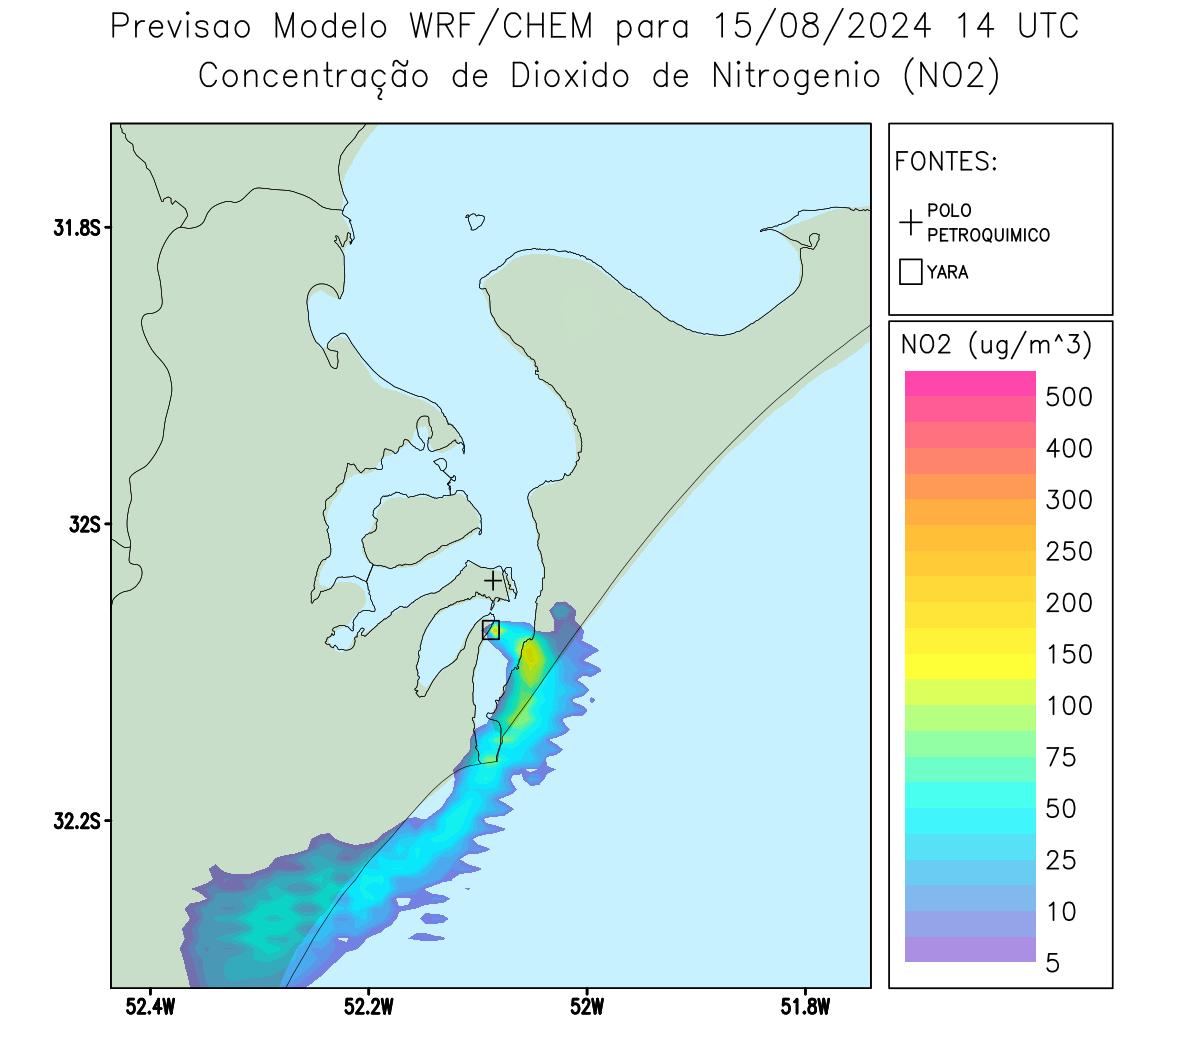 Previsao Modelo WRF/CHEM para 15/08/2024 14 UTC
Concentração de Dioxido de Nitrogenio (NO2)
FONTES:
POLO
PETROQUIMICO
YARA
NO2 (ug/m^3)
500
400
300
250
200
150
100
75
50
25
10
5
31.8S
32S
32.2S
52.4W
52.2W
52W
51.8W